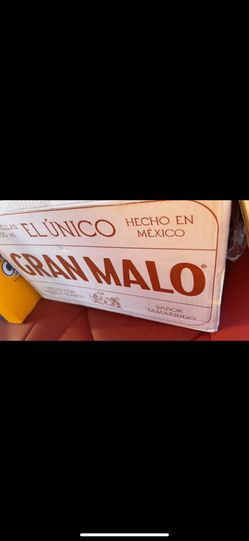 EL ÚNICO
HECHO EN
MÉXICO
GRAN MALO®
SABOR
TAMARINDO